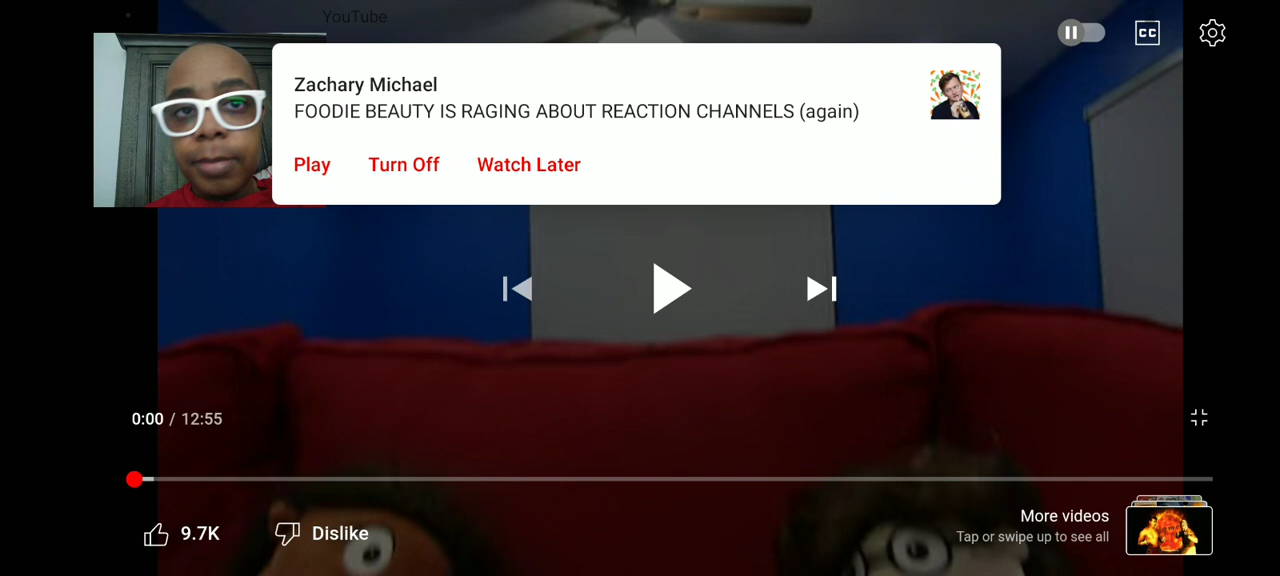 YouTube
CC
Zachary Michael
FOODIE BEAUTY IS RAGING ABOUT REACTION CHANNELS (again)
Play Turn Off Watch Later
0:00 / 12:55
9.7K Dislike
More videos
Tap or swipe up to see all